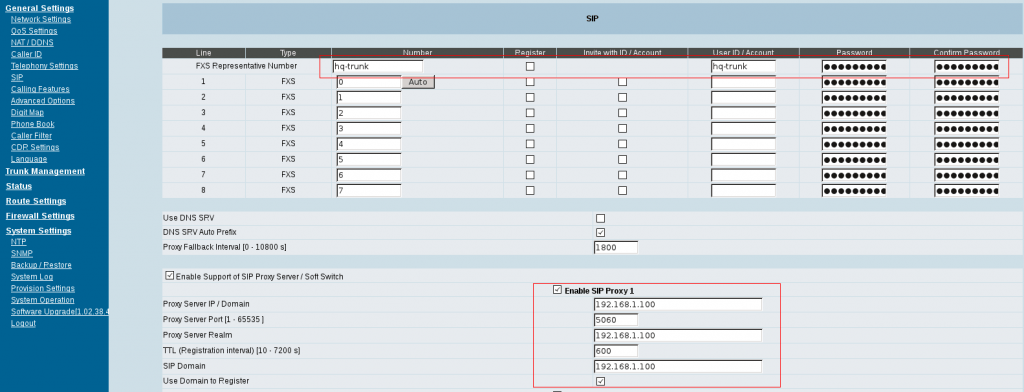 General Settings
Network Settings
QoS Settings
NAT / DDNS
Caller ID
Telephony Settings
SIP
Calling Features
Advanced Options
Digit Map
Phone Book
Caller Filter
CDR Settings
Language
Trunk Management
Status
Route Settings
Firewall Settings
System Settings
NTP
SNMP
Backup / Restore
System Log
Provision Settings
System Operation
Software Upgrade[1.02.38.4
Logout
SIP
Line Type Number Register Invite with ID / Account User ID / Account Password Confirm Password
FXS Representative Number hq-trunk hq-trunk ●●●●●●●●● ●●●●●●●●●
1 FXS 0 Auto ●●●●●●●●● ●●●●●●●●●
2 FXS 1 ●●●●●●●●● ●●●●●●●●●
3 FXS 2 ●●●●●●●●● ●●●●●●●●●
4 FXS 3 ●●●●●●●●● ●●●●●●●●●
5 FXS 4 ●●●●●●●●● ●●●●●●●●●
6 FXS 5 ●●●●●●●●● ●●●●●●●●●
7 FXS 6 ●●●●●●●●● ●●●●●●●●●
8 FXS 7 ●●●●●●●●● ●●●●●●●●●
Use DNS SRV
DNS SRV Auto Prefix
Proxy Fallback Interval [0 - 10800 s] 1800
Enable Support of SIP Proxy Server / Soft Switch
Enable SIP Proxy 1
Proxy Server IP / Domain 192.168.1.100
Proxy Server Port [1 - 65535 ] 5060
Proxy Server Realm 192.168.1.100
TTL (Registration interval) [10 - 7200 s] 600
SIP Domain 192.168.1.100
Use Domain to Register